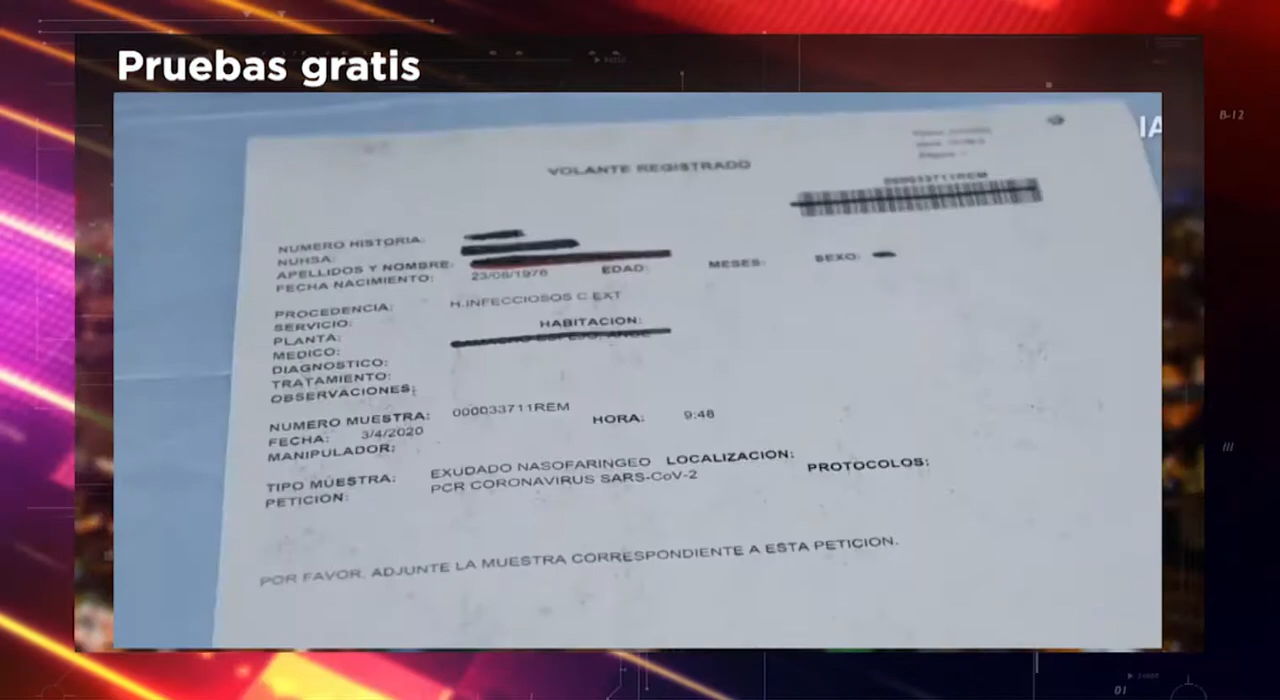 Pruebas gratis
B-12
IA
VOLANTE REGISTRADO
000033711REM
NUMERO HISTORIA:
NUHSA:
APELLIDOS Y NOMBRE:
FECHA NACIMIENTO: 23/08/1978 EDAD: MESES: SEXO:
PROCEDENCIA: H.INFECCIOSOS C.EXT
SERVICIO:
PLANTA: HABITACION:
MEDICO:
DIAGNOSTICO:
TRATAMIENTO:
OBSERVACIONES:
NUMERO MUESTRA: 000033711REM HORA: 9:48
FECHA: 3/4/2020
MANIPULADOR:
TIPO MUESTRA: EXUDADO NASOFARINGEO LOCALIZACION: PROTOCOLOS:
PETICION: PCR CORONAVIRUS SARS-CoV-2
POR FAVOR, ADJUNTE LA MUESTRA CORRESPONDIENTE A ESTA PETICION.
01